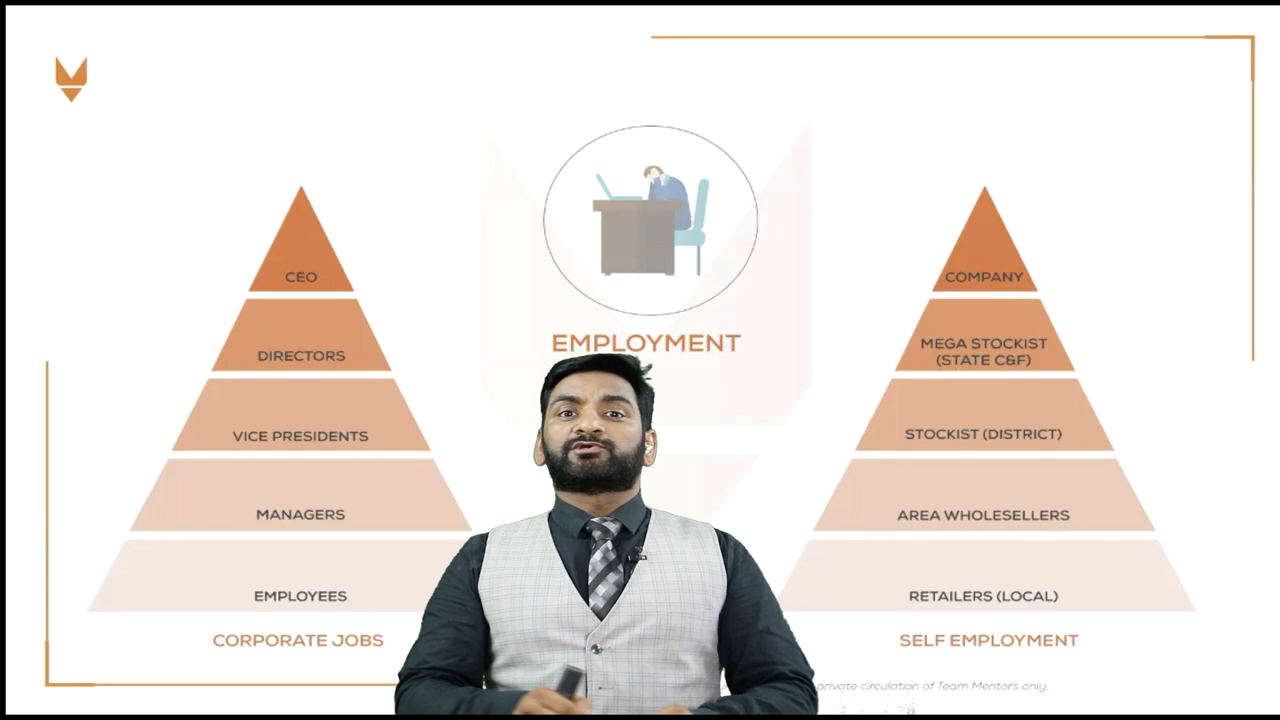 EMPLOYMENT
CEO
DIRECTORS
VICE PRESIDENTS
MANAGERS
EMPLOYEES
CORPORATE JOBS
COMPANY
MEGA STOCKIST
(STATE C&F)
STOCKIST (DISTRICT)
AREA WHOLESELLERS
RETAILERS (LOCAL)
SELF EMPLOYMENT
private circulation of Team Mentors only.